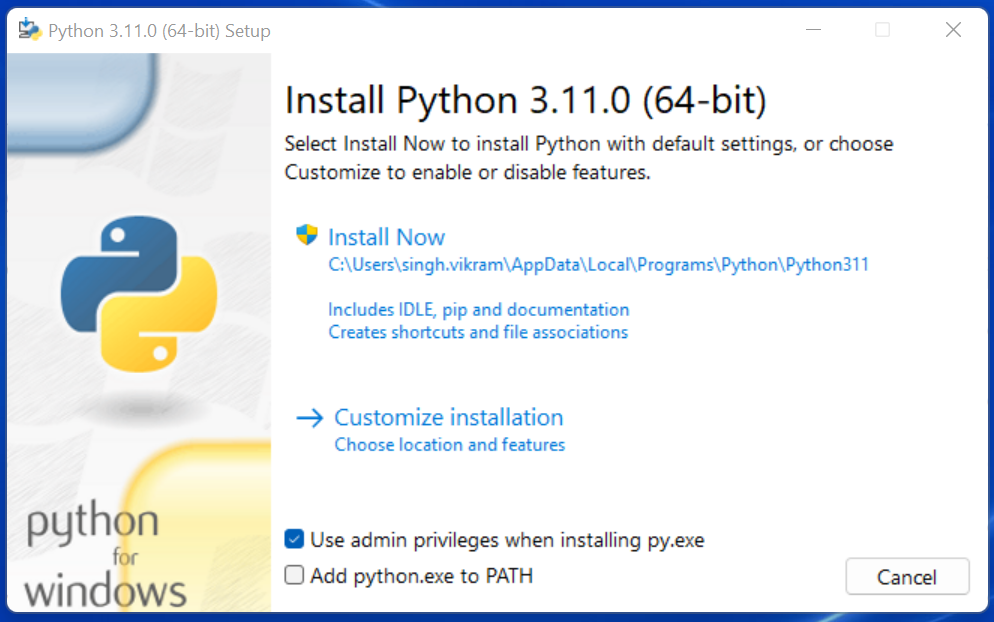 Python 3.11.0 (64-bit) Setup
Install Python 3.11.0 (64-bit)
Select Install Now to install Python with default settings, or choose
Customize to enable or disable features.
Install Now
C:\Users\singh.vikram\AppData\Local\Programs\Python\Python311
Includes IDLE, pip and documentation
Creates shortcuts and file associations
Customize installation
Choose location and features
Use admin privileges when installing py.exe
Add python.exe to PATH
Cancel
python
for
windows